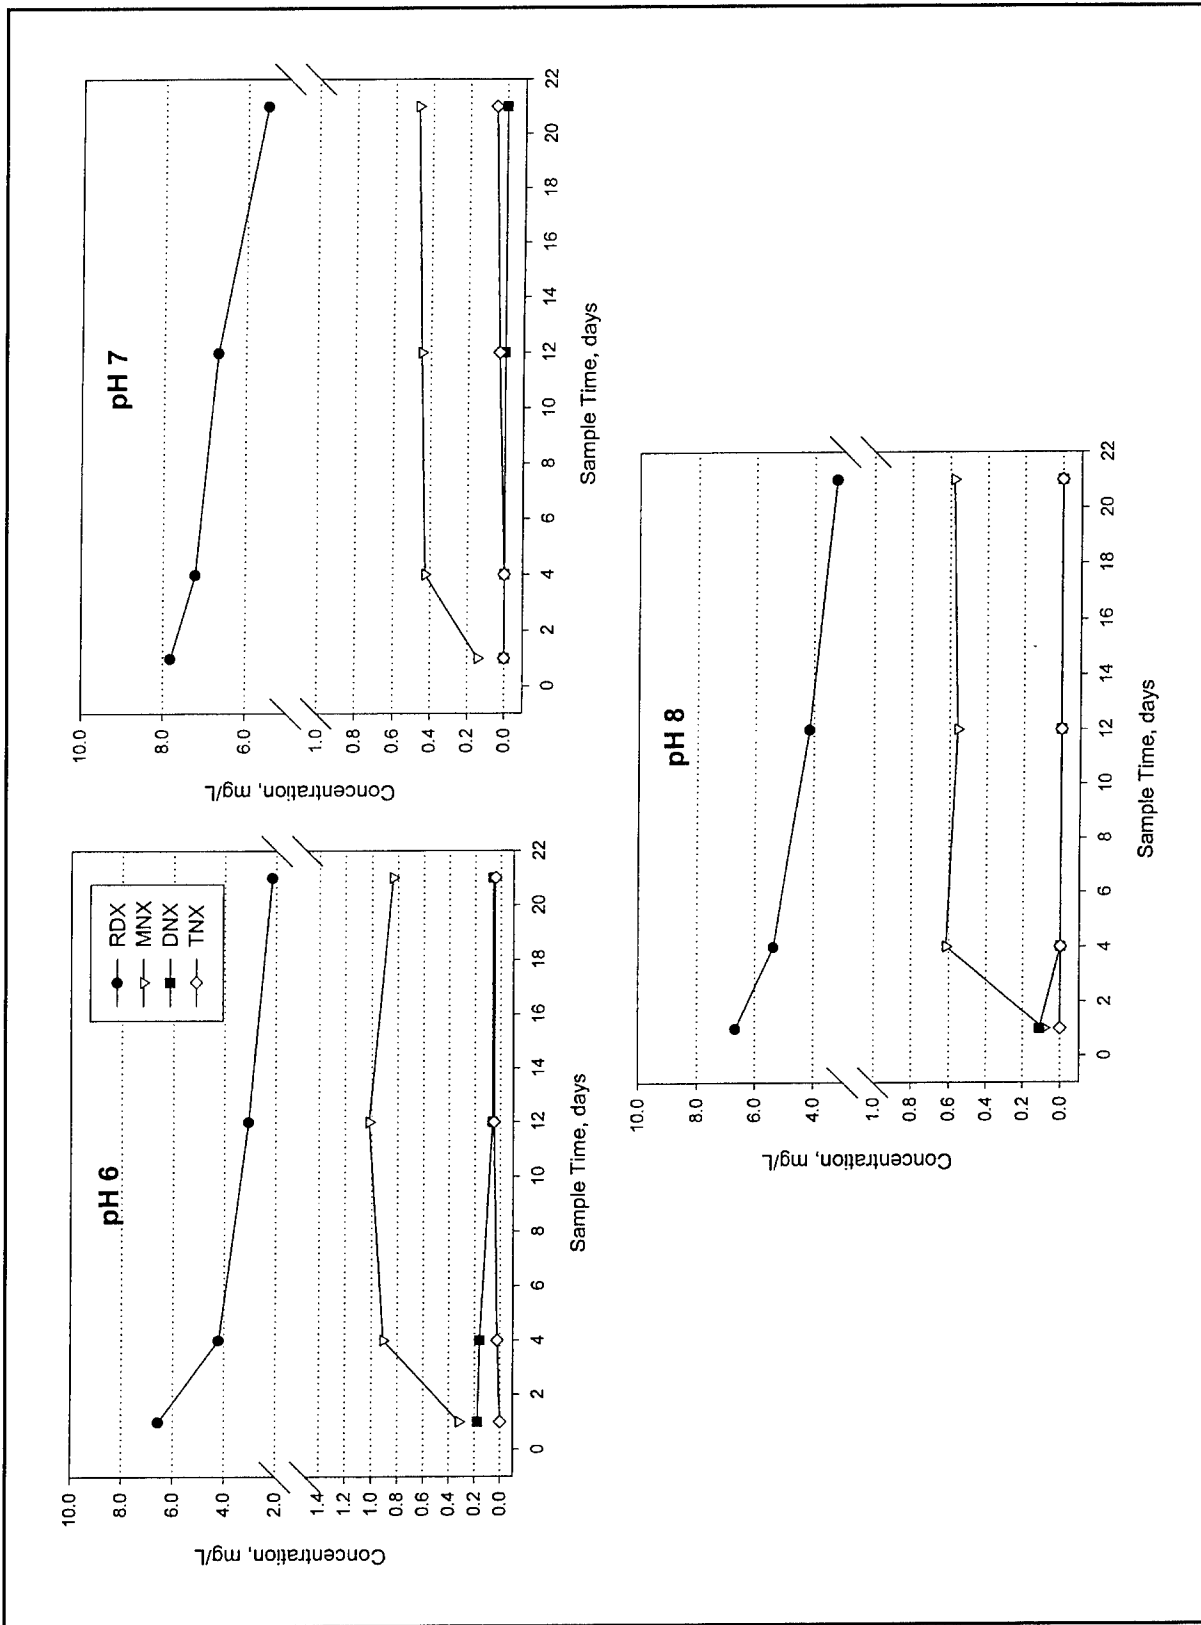 pH 6
RDX
MNX
DNX
TNX
Concentration, mg/L
10.0
8.0
6.0
4.0
2.0
1.4
1.2
1.0
0.8
0.6
0.4
0.2
0.0
0 2 4 6 8 10 12 14 16 18 20 22
Sample Time, days
pH 7
Concentration, mg/L
10.0
8.0
6.0
1.0
0.8
0.6
0.4
0.2
0.0
0 2 4 6 8 10 12 14 16 18 20 22
Sample Time, days
pH 8
Concentration, mg/L
10.0
8.0
6.0
4.0
1.0
0.8
0.6
0.4
0.2
0.0
0 2 4 6 8 10 12 14 16 18 20 22
Sample Time, days